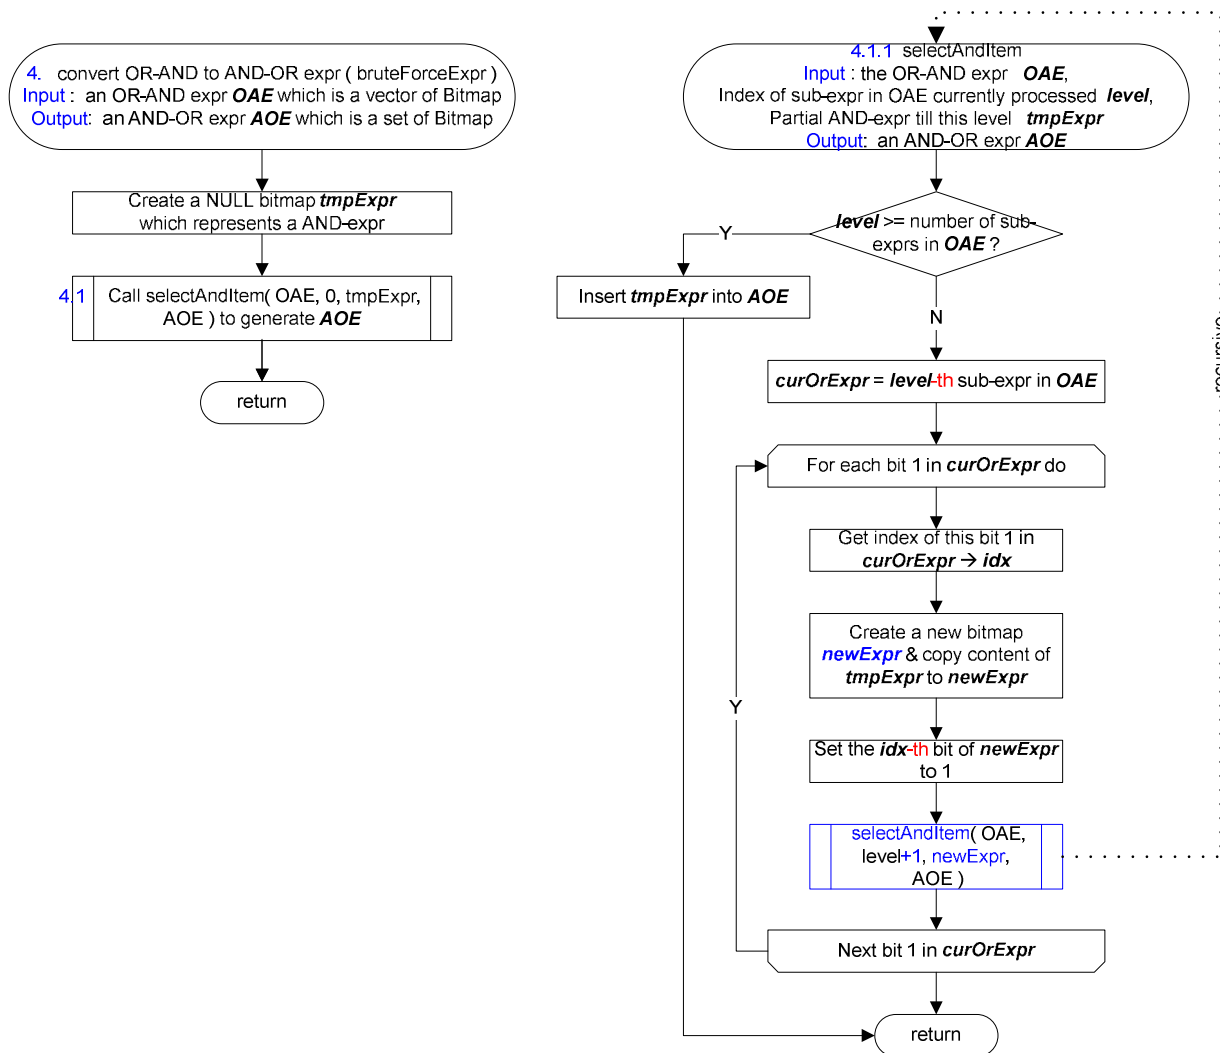 4. convert OR-AND to AND-OR expr ( bruteForceExpr )
Input : an OR-AND expr OAE which is a vector of Bitmap
Output: an AND-OR expr AOE which is a set of Bitmap
Create a NULL bitmap tmpExpr
which represents a AND-expr
4.1 Call selectAndItem( OAE, 0, tmpExpr,
AOE ) to generate AOE
return
4.1.1 selectAndItem
Input : the OR-AND expr OAE,
Index of sub-expr in OAE currently processed level,
Partial AND-expr till this level tmpExpr
Output: an AND-OR expr AOE
level >= number of sub-
exprs in OAE ?
Y
Insert tmpExpr into AOE
N
curOrExpr = level-th sub-expr in OAE
For each bit 1 in curOrExpr do
Get index of this bit 1 in
curOrExpr → idx
Create a new bitmap
newExpr & copy content of
tmpExpr to newExpr
Y
Set the idx-th bit of newExpr
to 1
selectAndItem( OAE,
level+1, newExpr,
AOE )
Next bit 1 in curOrExpr
return
recursive